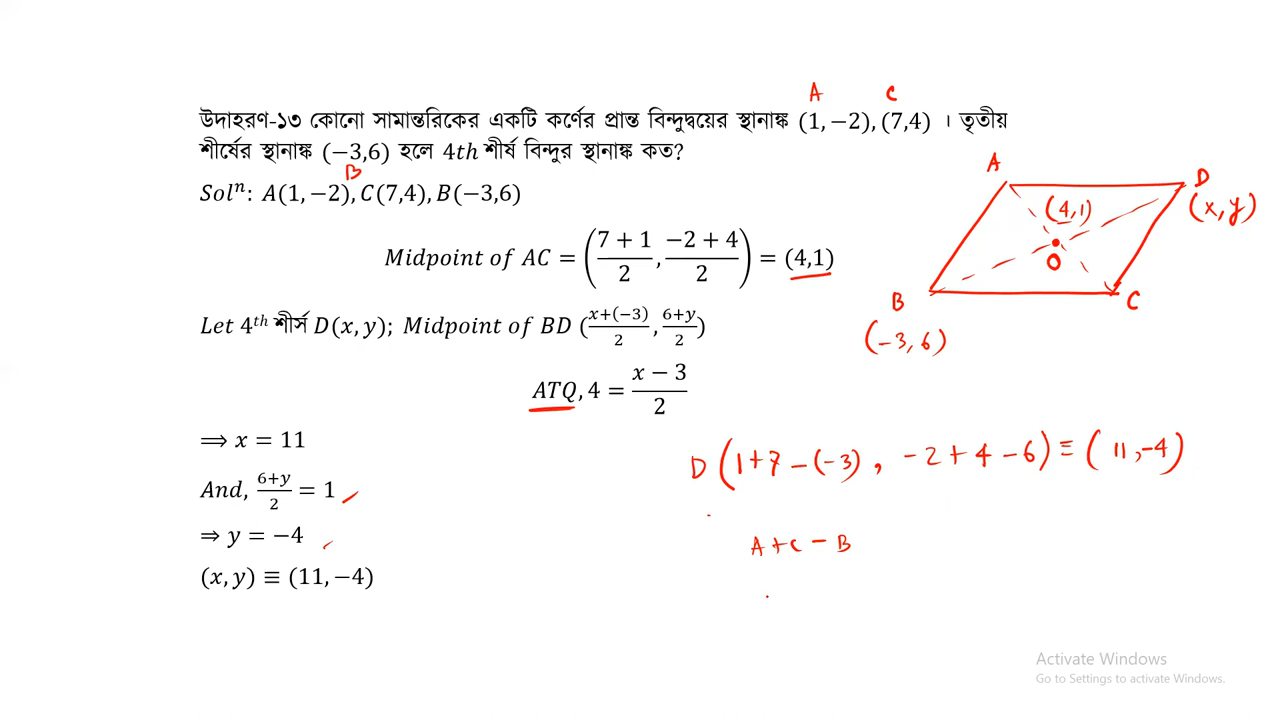 A C
উদাহরণ-১৩ কোনো সামান্তরিকের একটি কর্ণের প্রান্ত বিন্দুদ্বয়ের স্থানাঙ্ক (1, −2), (7,4) । তৃতীয়
শীর্ষের স্থানাঙ্ক (−3,6) হলে 4th শীর্ষ বিন্দুর স্থানাঙ্ক কত?
B
Solⁿ: A(1, −2), C(7,4), B(−3,6)
A D
(x, y)
(4,1)
O
B C
(−3, 6)
Midpoint of AC = (7 + 1 / 2, −2 + 4 / 2) = (4,1)
Let 4ᵗʰ শীর্স D(x, y); Midpoint of BD (x+(−3) / 2, 6+y / 2)
ATQ, 4 = x − 3 / 2
⟹ x = 11
D (1+7 − (−3), −2 + 4 − 6) ≡ (11, −4)
And, 6+y / 2 = 1
⇒ y = −4
A + C − B
(x, y) ≡ (11, −4)
Activate Windows
Go to Settings to activate Windows.